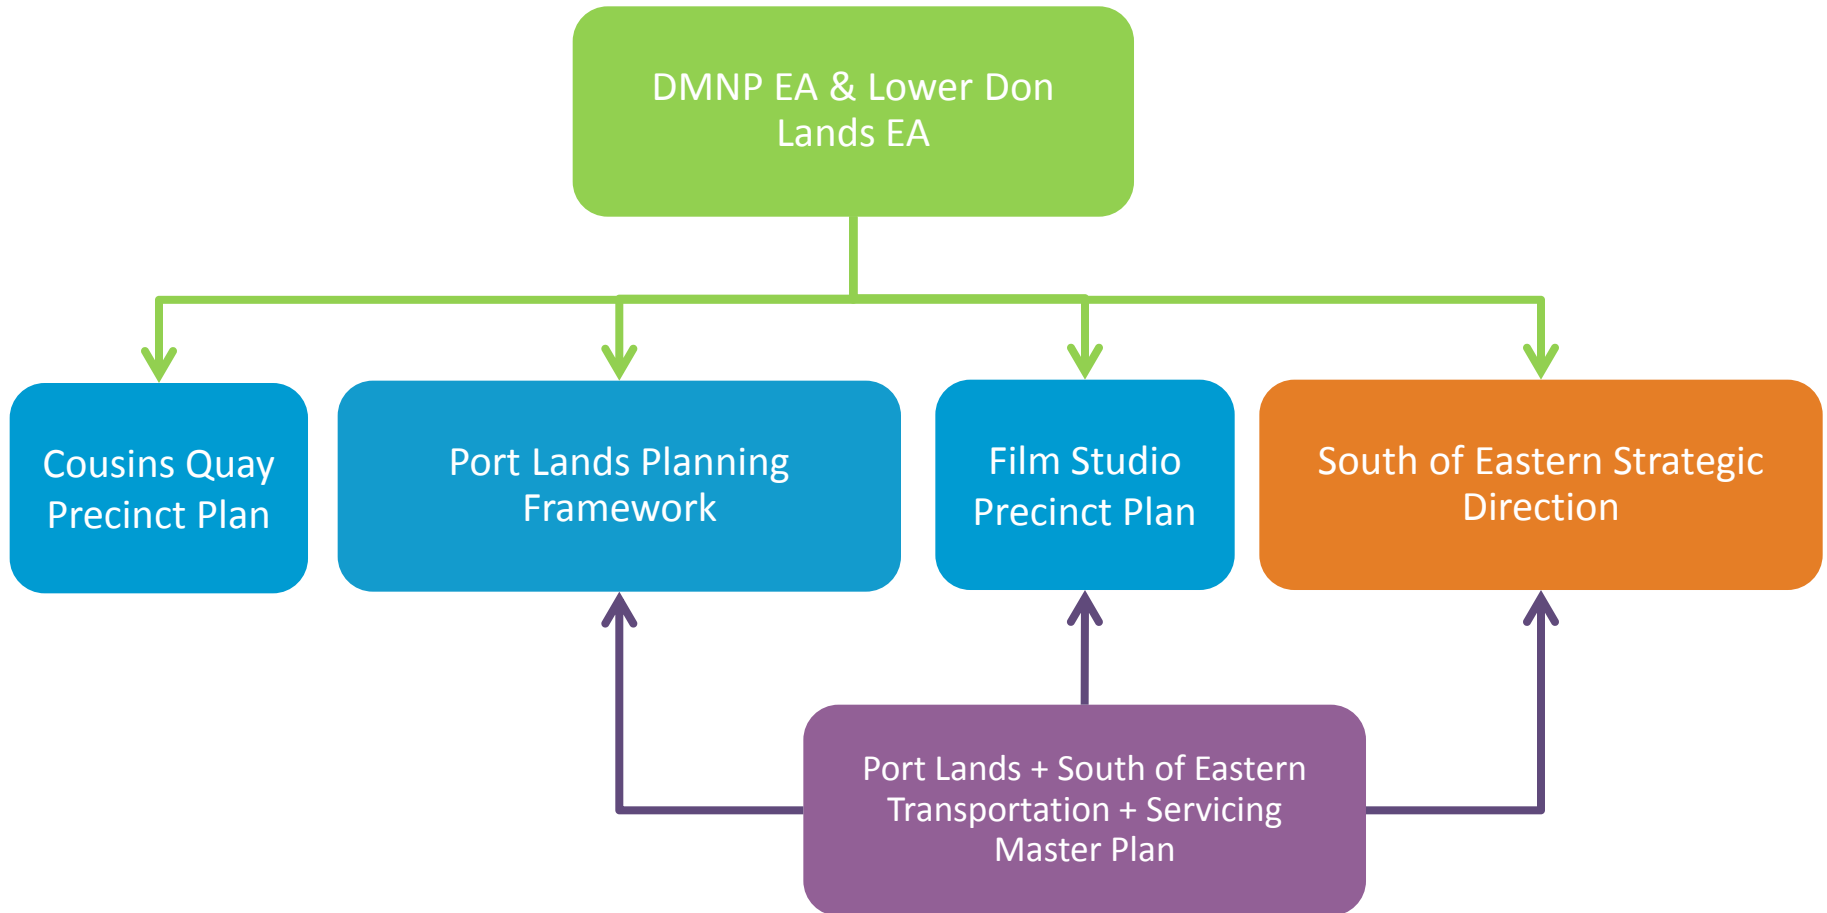 DMNP EA & Lower Don
Lands EA
Cousins Quay
Precinct Plan
Port Lands Planning
Framework
Film Studio
Precinct Plan
South of Eastern Strategic
Direction
Port Lands + South of Eastern
Transportation + Servicing
Master Plan